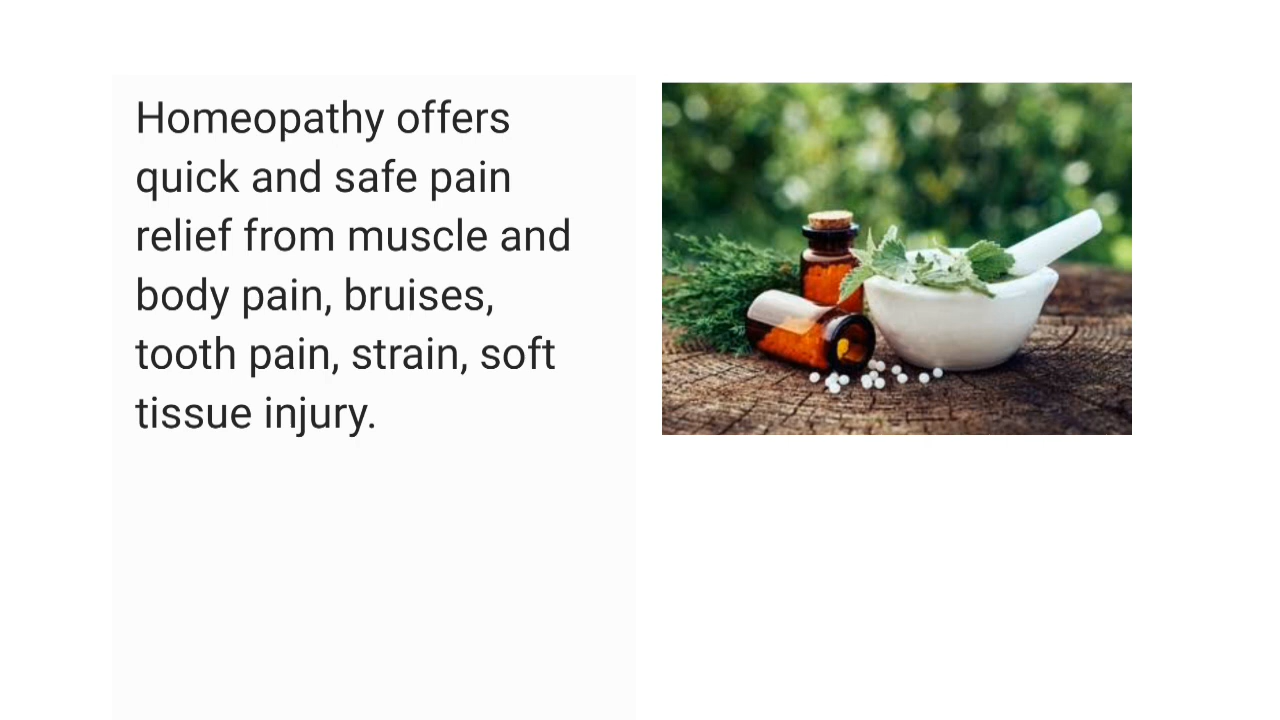 Homeopathy offers
quick and safe pain
relief from muscle and
body pain, bruises,
tooth pain, strain, soft
tissue injury.